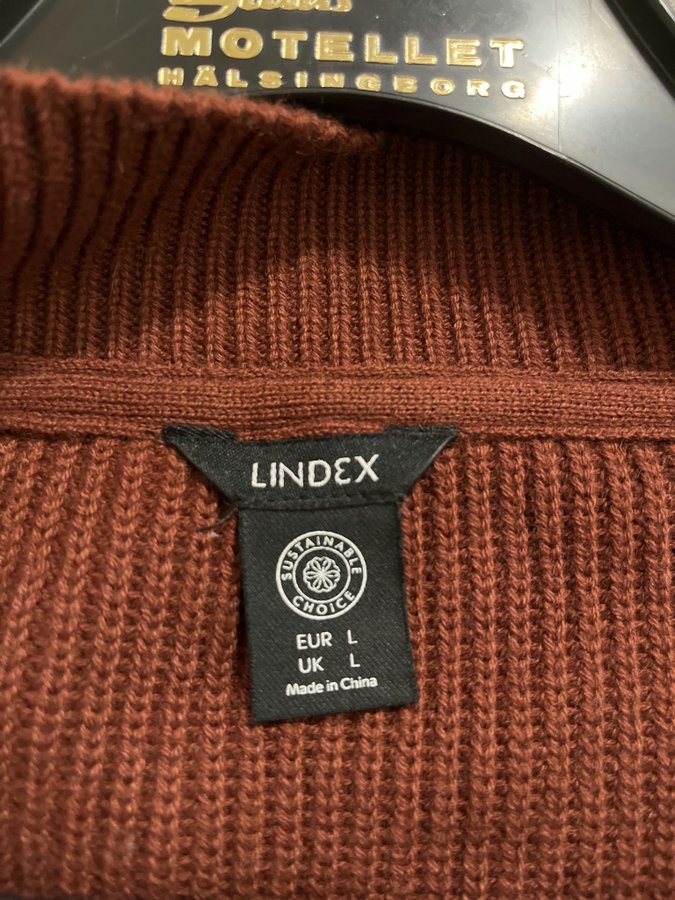 MOTELLET
HÄLSINGBORG
LINDEX
SUSTAINABLE
CHOICE
EUR L
UK L
Made in China